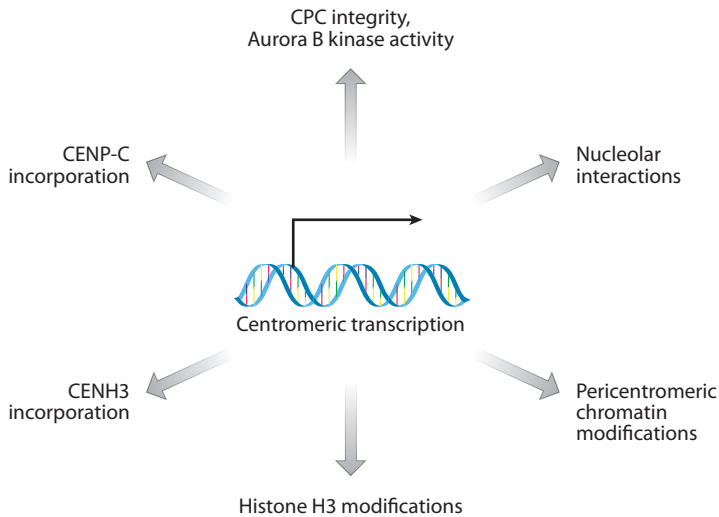 CPC integrity,
Aurora B kinase activity
CENP-C
incorporation
Nucleolar
interactions
Centromeric transcription
CENH3
incorporation
Pericentromeric
chromatin
modifications
Histone H3 modifications